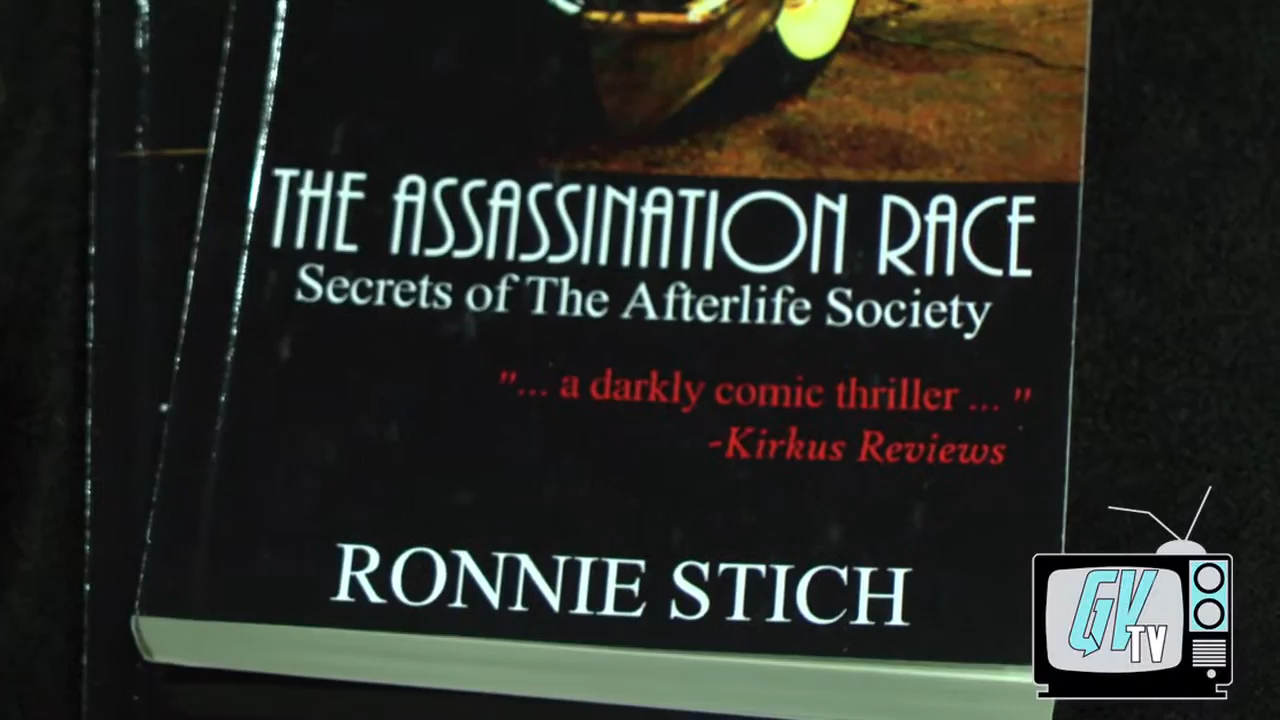 THE ASSASSINATION RACE
Secrets of The Afterlife Society
"... a darkly comic thriller ... "
-Kirkus Reviews
RONNIE STICH
GV
TV